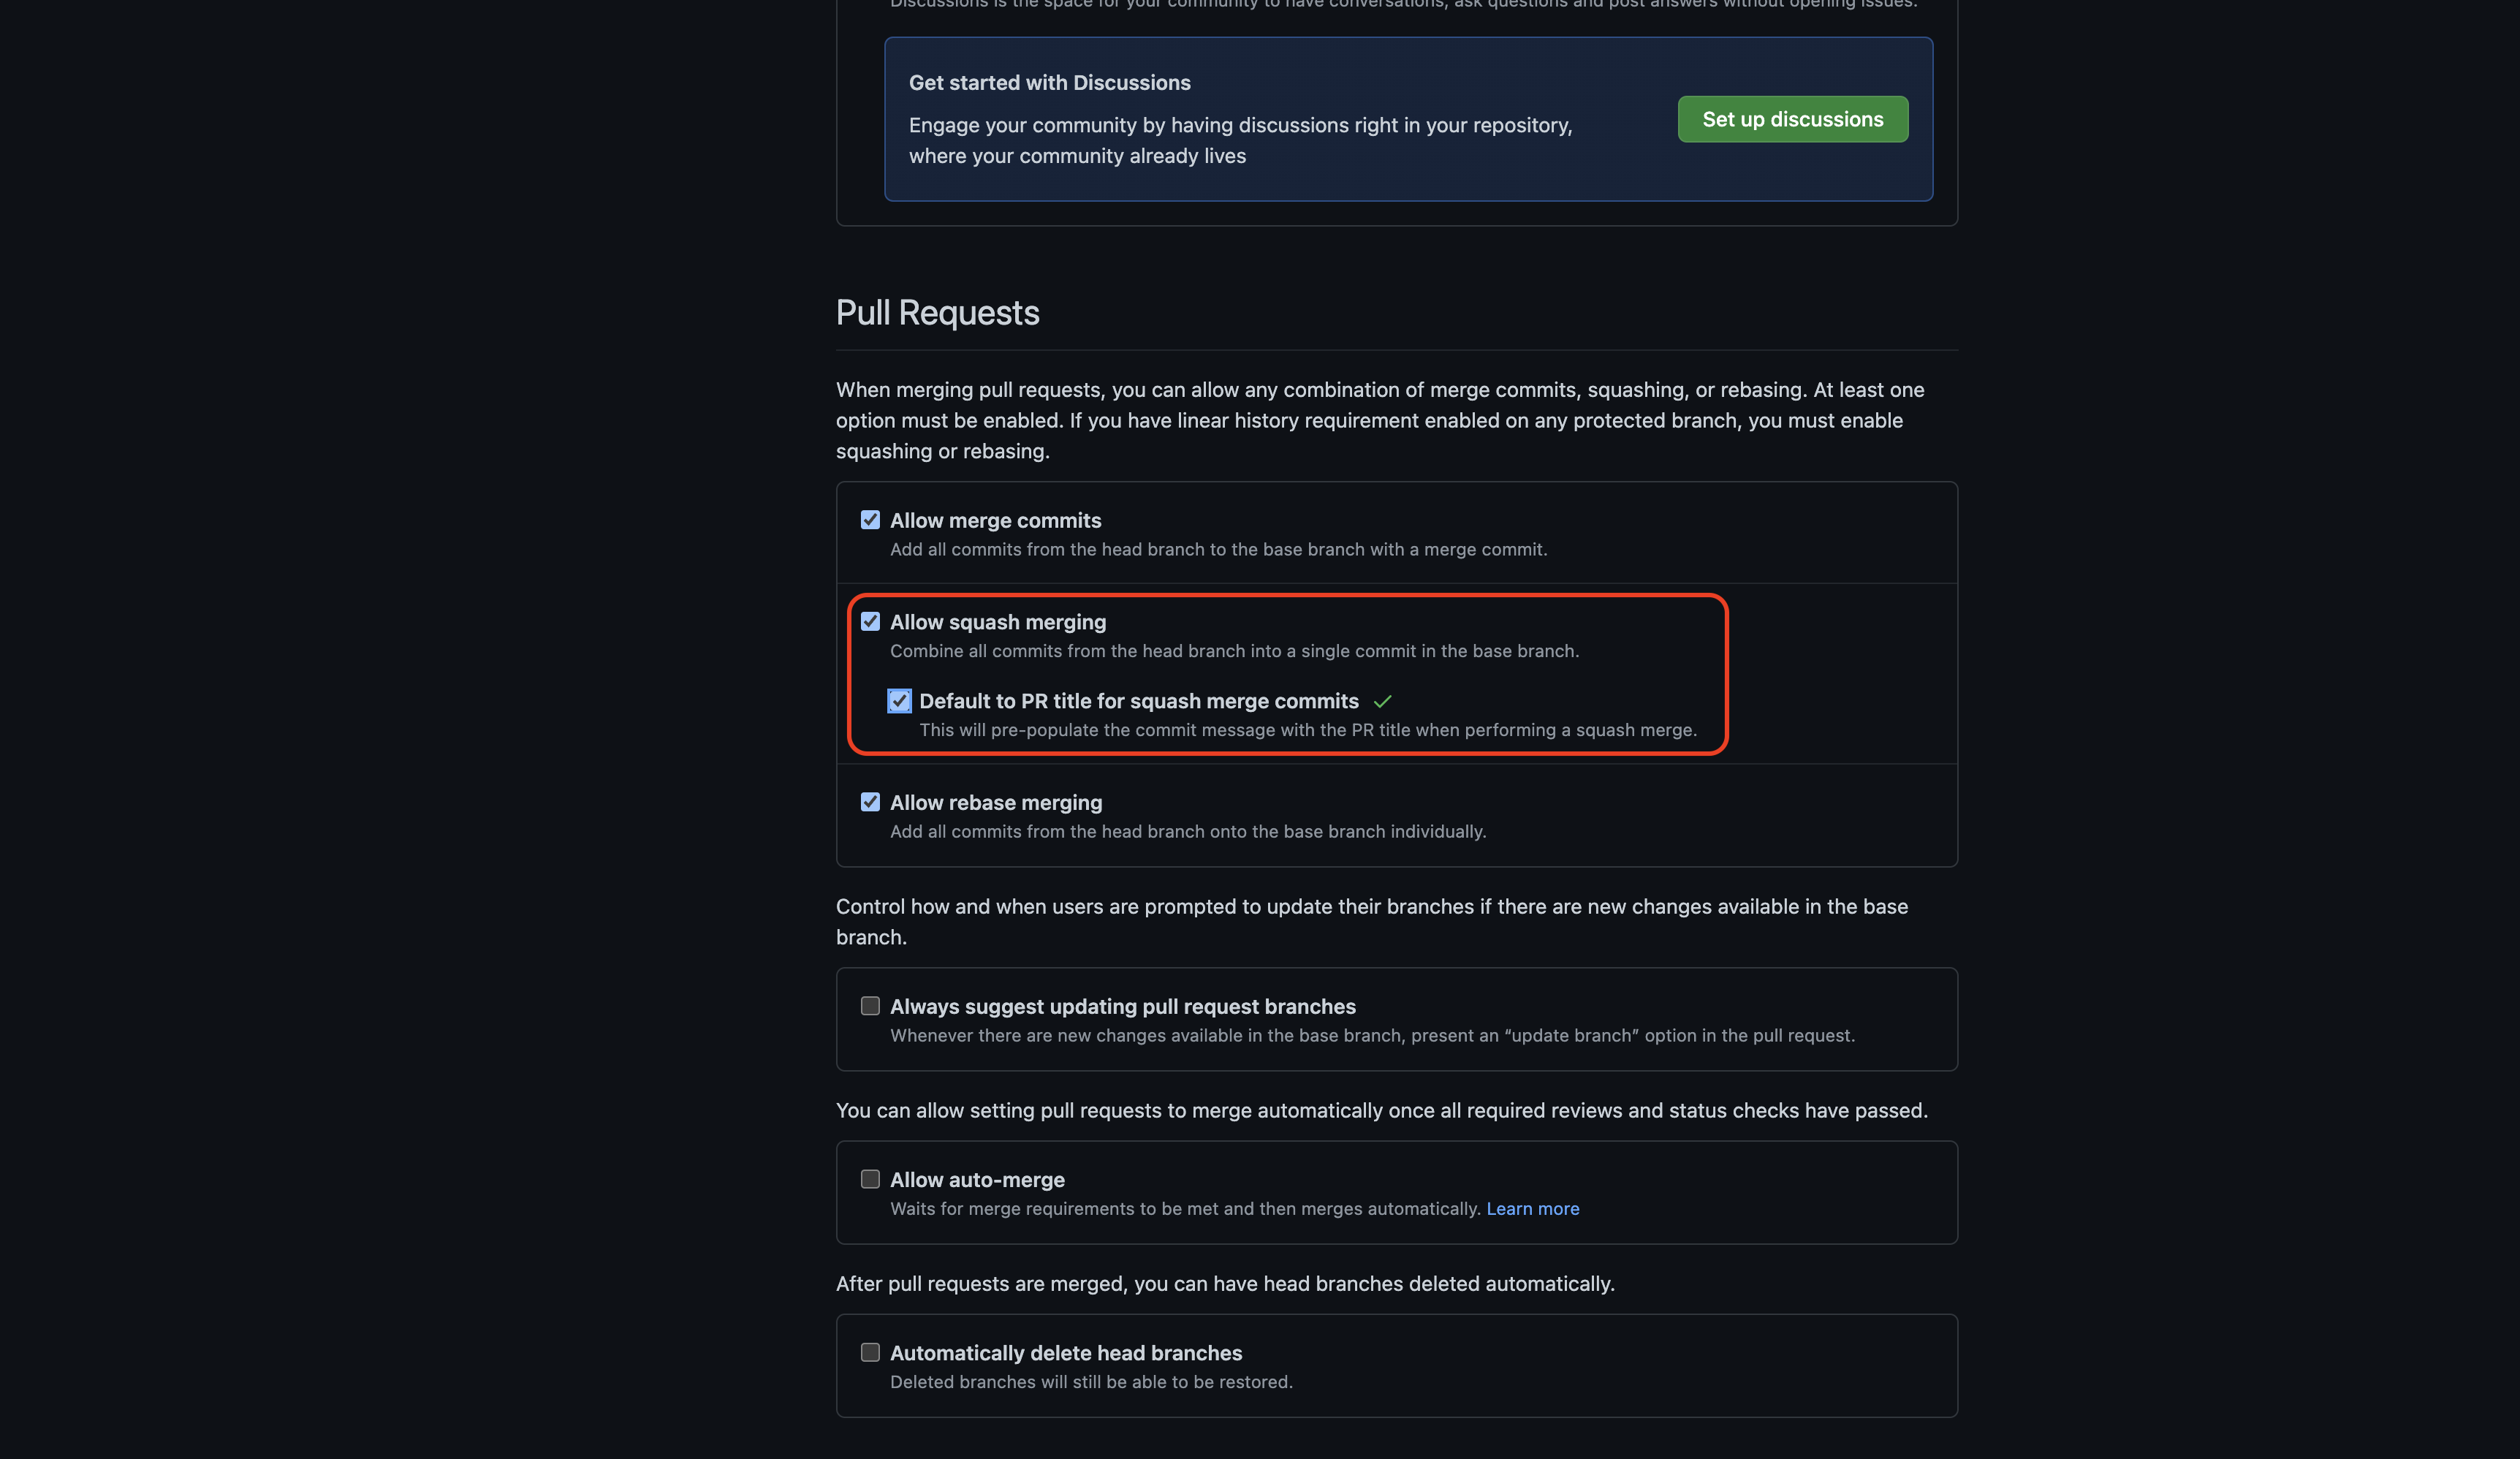 Discussions is the space for your community to have conversations, ask questions and post answers without opening issues.
Get started with Discussions
Engage your community by having discussions right in your repository,
where your community already lives
Set up discussions
Pull Requests
When merging pull requests, you can allow any combination of merge commits, squashing, or rebasing. At least one
option must be enabled. If you have linear history requirement enabled on any protected branch, you must enable
squashing or rebasing.
Allow merge commits
Add all commits from the head branch to the base branch with a merge commit.
Allow squash merging
Combine all commits from the head branch into a single commit in the base branch.
Default to PR title for squash merge commits
This will pre-populate the commit message with the PR title when performing a squash merge.
Allow rebase merging
Add all commits from the head branch onto the base branch individually.
Control how and when users are prompted to update their branches if there are new changes available in the base
branch.
Always suggest updating pull request branches
Whenever there are new changes available in the base branch, present an “update branch” option in the pull request.
You can allow setting pull requests to merge automatically once all required reviews and status checks have passed.
Allow auto-merge
Waits for merge requirements to be met and then merges automatically. Learn more
After pull requests are merged, you can have head branches deleted automatically.
Automatically delete head branches
Deleted branches will still be able to be restored.